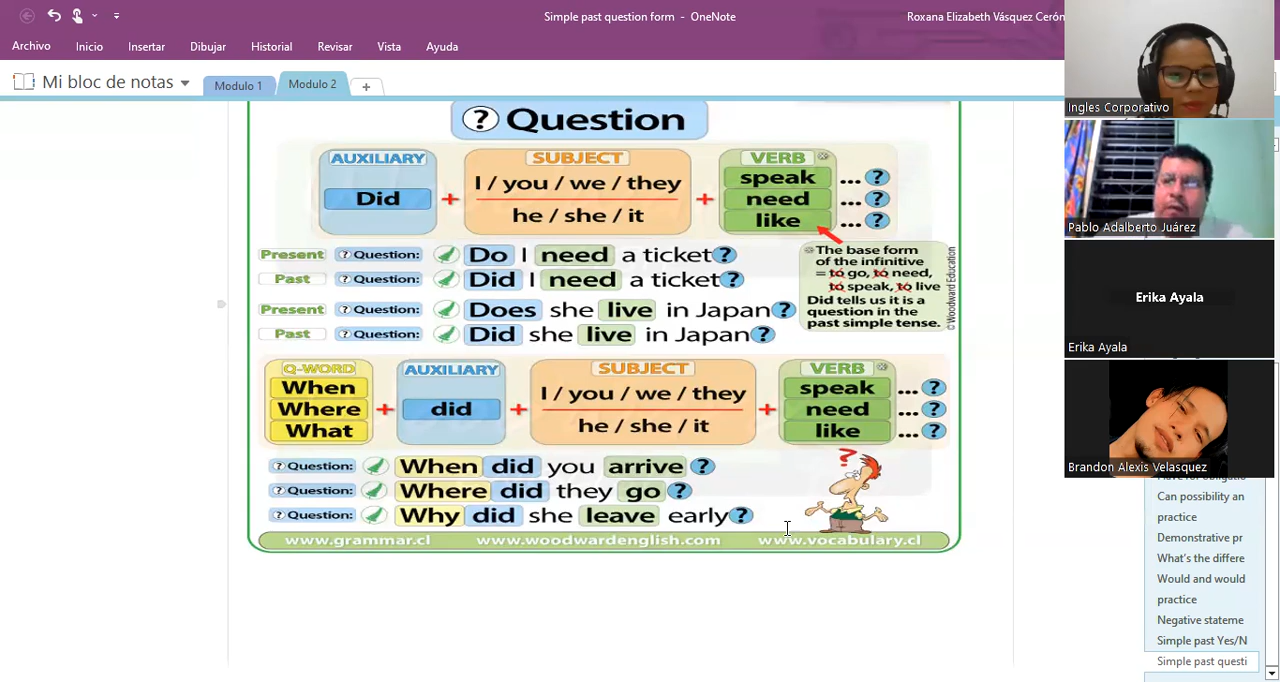 Simple past question form - OneNote
Roxana Elizabeth Vásquez Cerón
Archivo Inicio Insertar Dibujar Historial Revisar Vista Ayuda
Mi bloc de notas
Modulo 1
Modulo 2
+
? Question
AUXILIARY
Did
+
SUBJECT
I / you / we / they
he / she / it
+
VERB
speak ... ?
need ... ?
like ... ?
Present ? Question: Do I need a ticket?
Past ? Question: Did I need a ticket?
Present ? Question: Does she live in Japan?
Past ? Question: Did she live in Japan?
The base form
of the infinitive
= to go, to need,
to speak, to live
Did tells us it is a
question in the
past simple tense.
© Woodward Education
Q-WORD
When
Where
What
+
AUXILIARY
did
+
SUBJECT
I / you / we / they
he / she / it
+
VERB
speak ... ?
need ... ?
like ... ?
? Question: When did you arrive ?
? Question: Where did they go ?
? Question: Why did she leave early?
?
www.grammar.cl www.woodwardenglish.com www.vocabulary.cl
Ingles Corporativo
Pablo Adalberto Juárez
Erika Ayala
Erika Ayala
Brandon Alexis Velasquez
Can possibility an
practice
Demonstrative pr
What's the differe
Would and would
practice
Negative stateme
Simple past Yes/N
Simple past questi